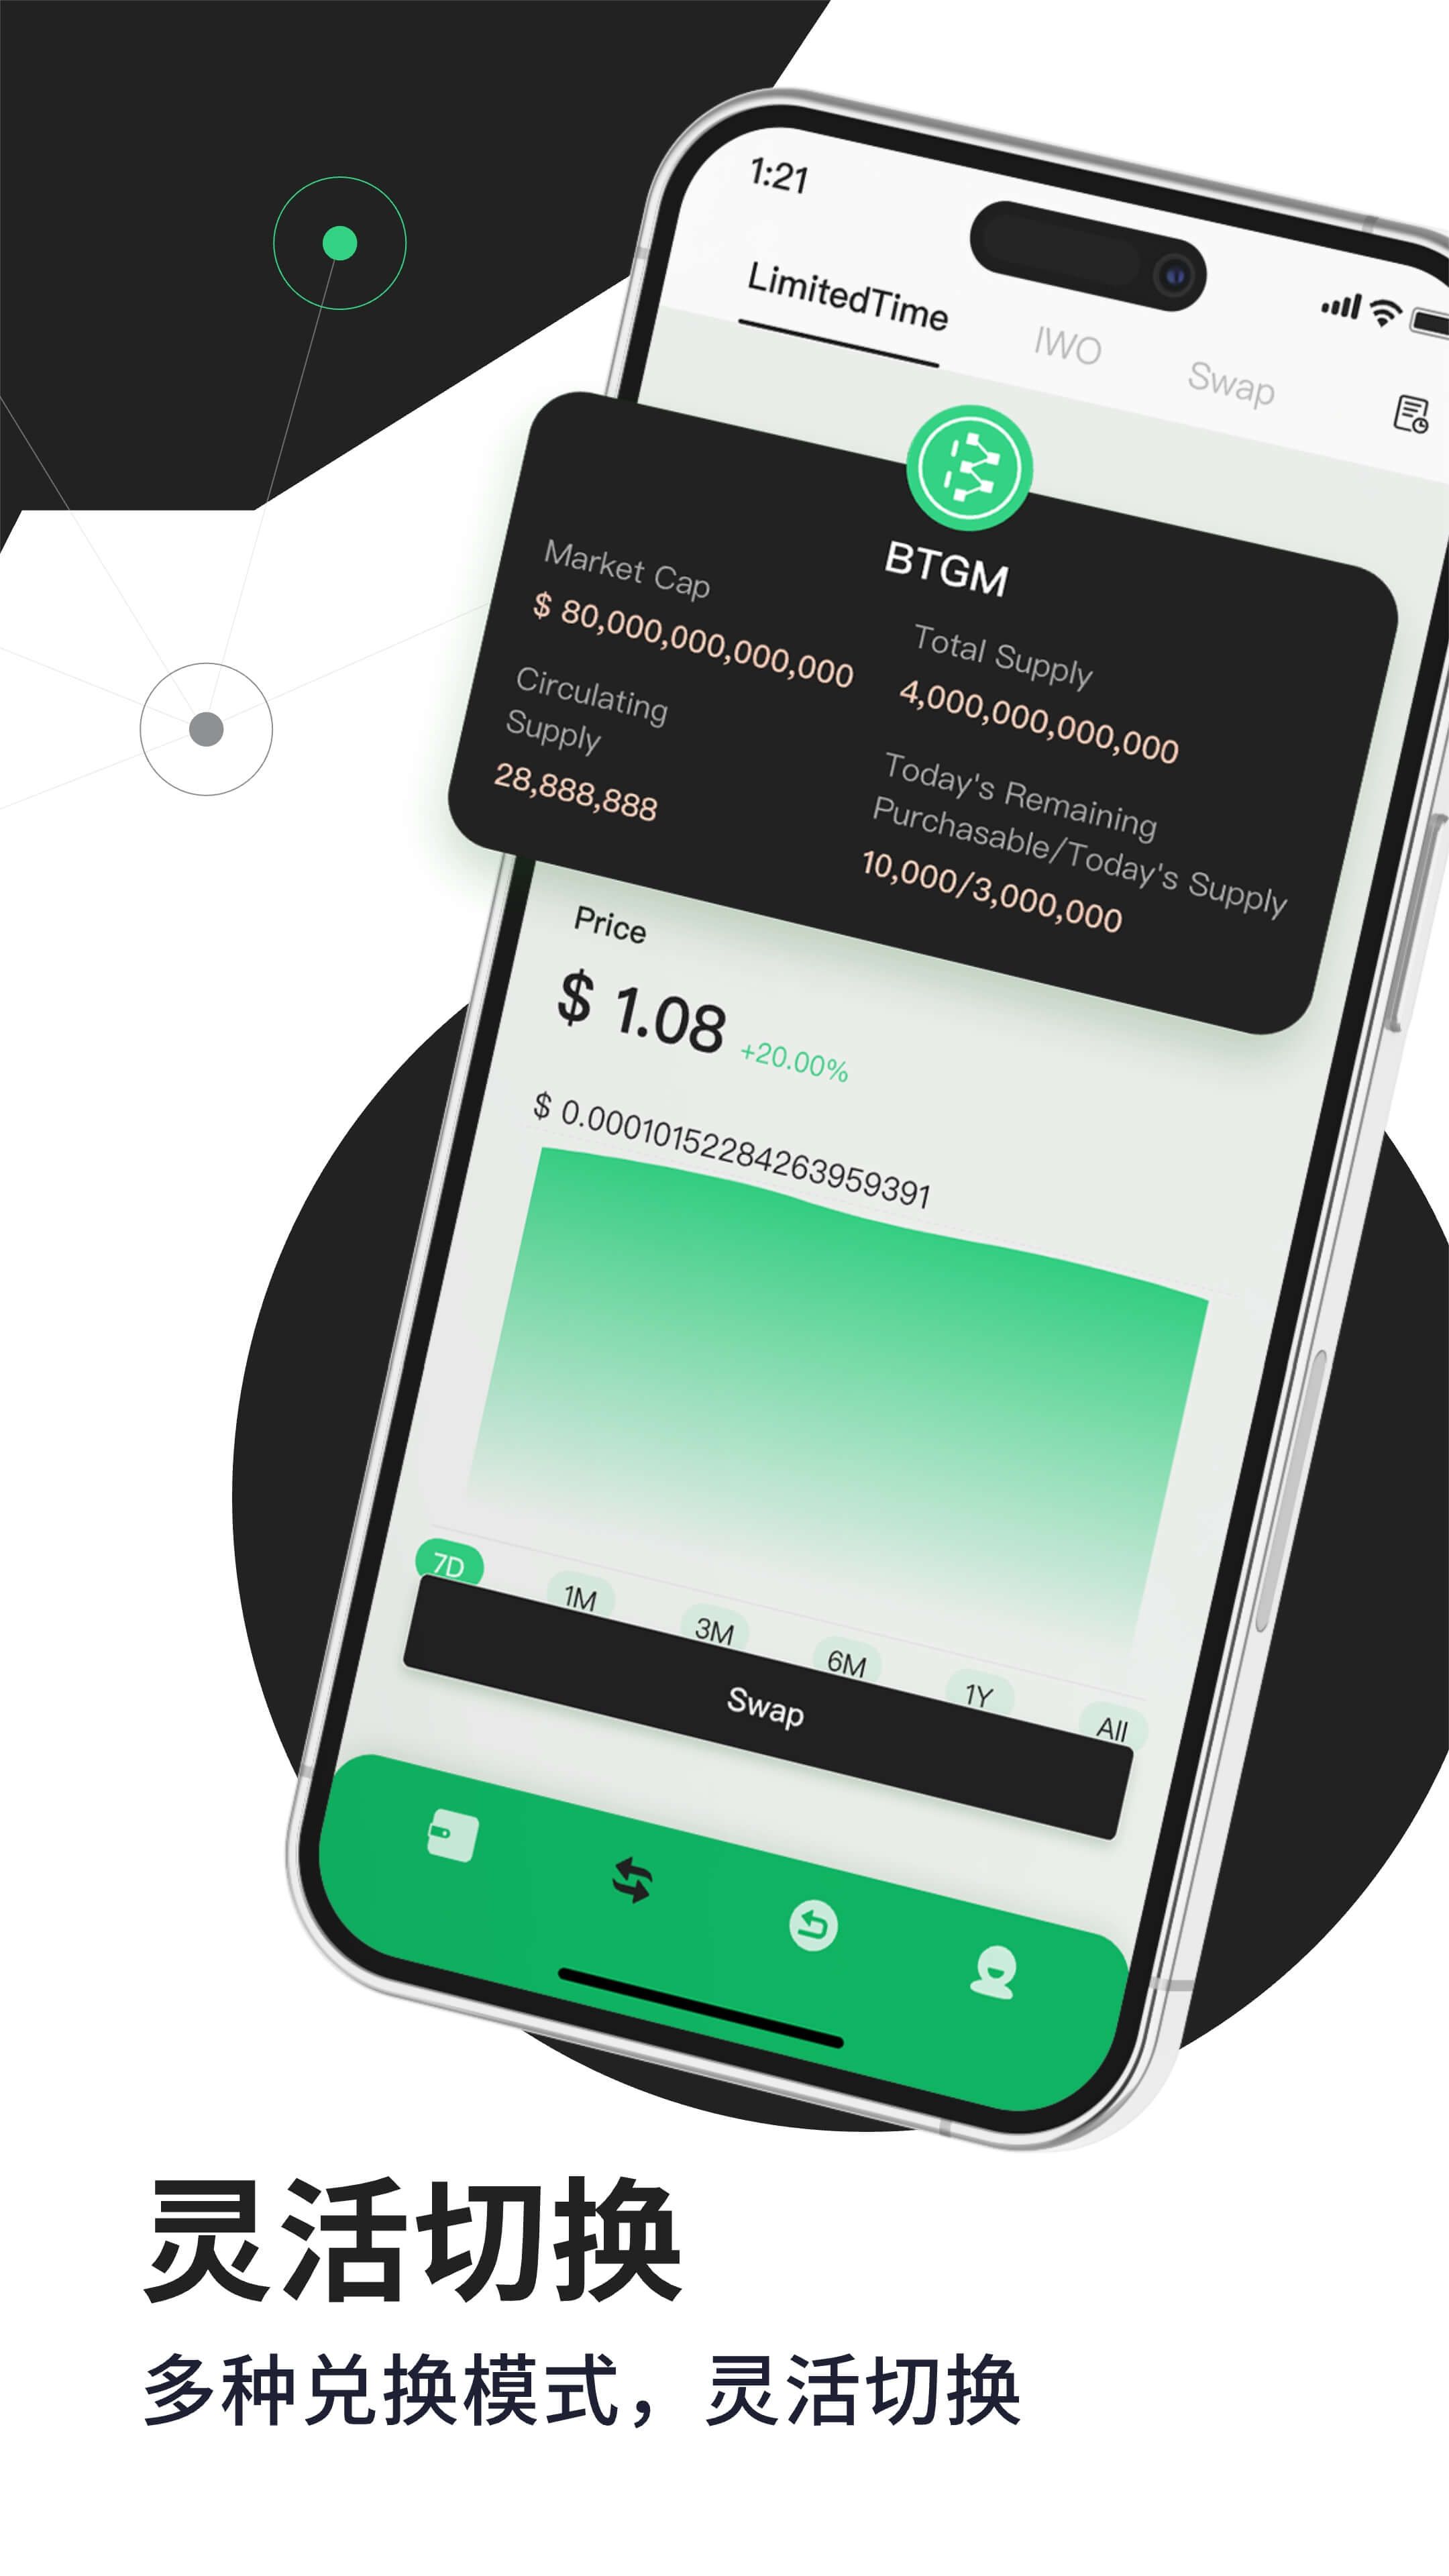 1:21
LimitedTime
IWO
Swap
BTGM
Market Cap
$ 80,000,000,000,000
Total Supply
4,000,000,000,000
Circulating
Supply
28,888,888
Today's Remaining
Purchasable/Today's Supply
10,000/3,000,000
Price
$ 1.08 +20.00%
$ 0.00010152284263959391
7D
1M
3M
6M
1Y
All
Swap
灵活切换
多种兑换模式，灵活切换